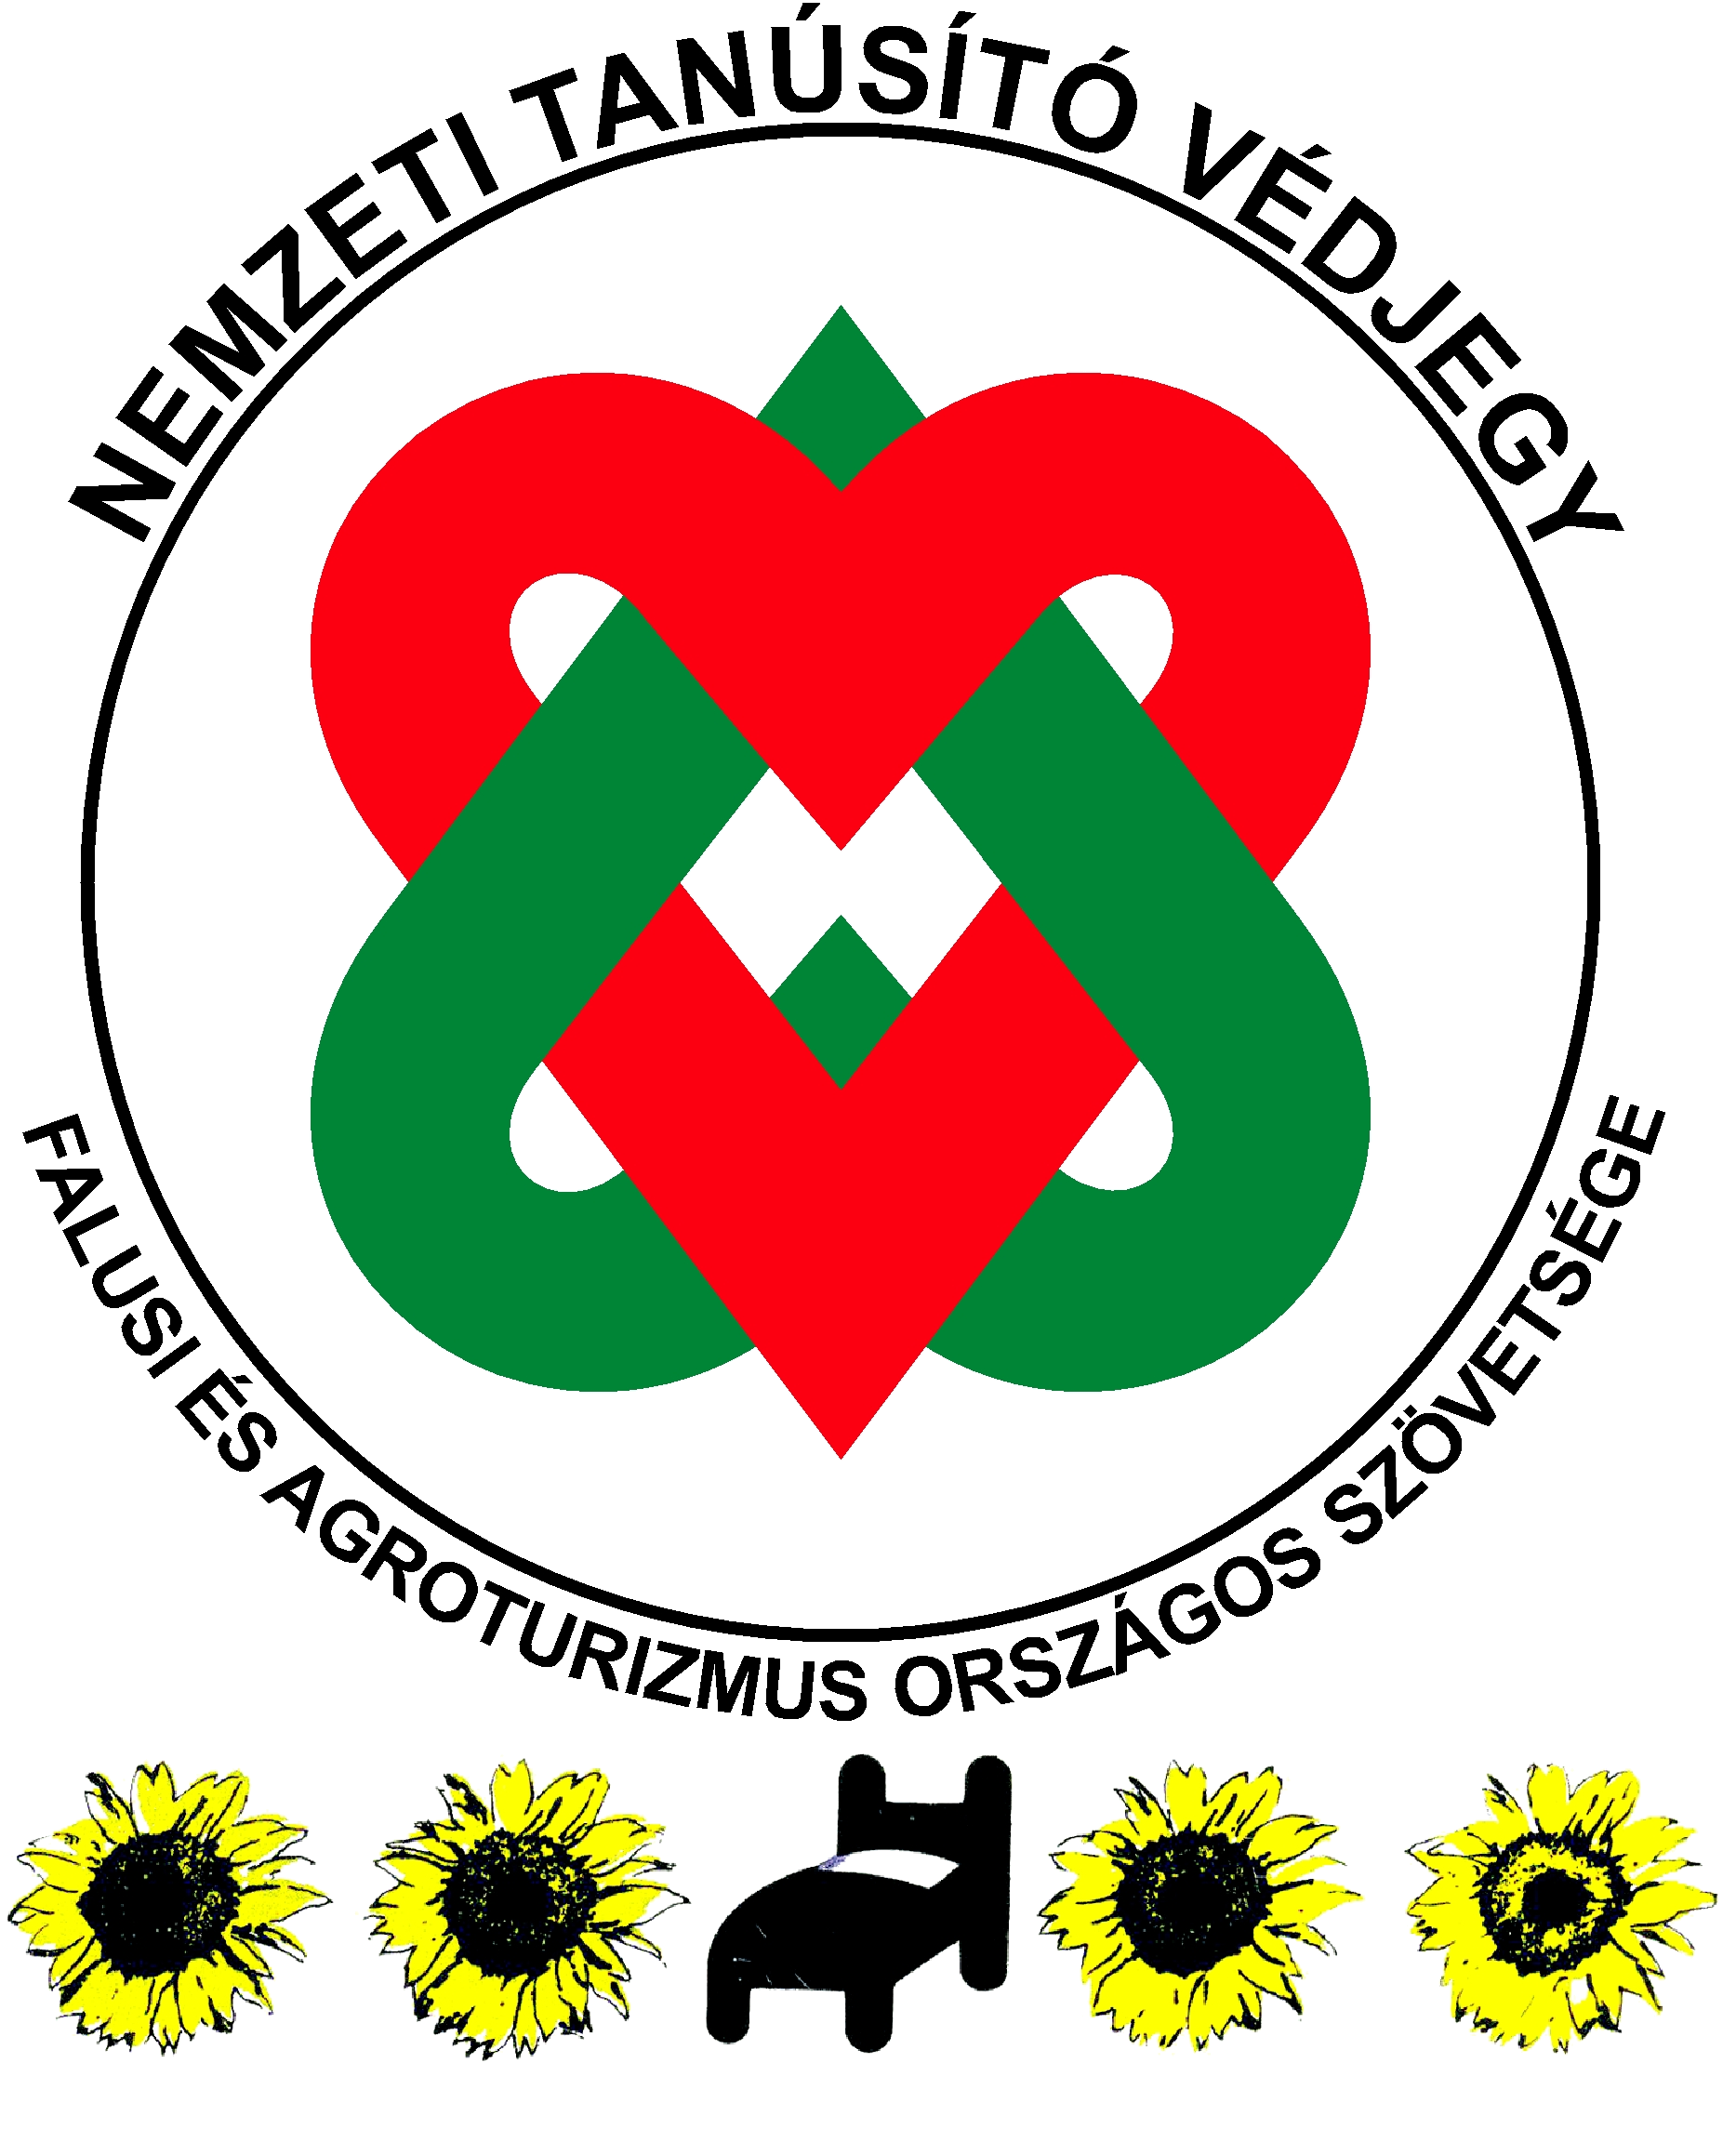 NEMZETI TANÚSÍTÓ VÉDJEGY
FALUSI ÉS AGROTURIZMUS ORSZÁGOS SZÖVETSÉGE